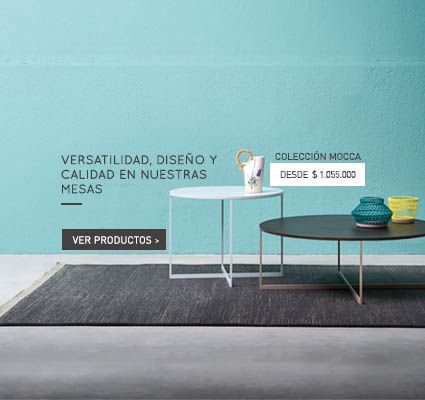 VERSATILIDAD, DISEÑO Y
CALIDAD EN NUESTRAS
MESAS
VER PRODUCTOS >
COLECCIÓN MOCCA
DESDE $ 1.055.000